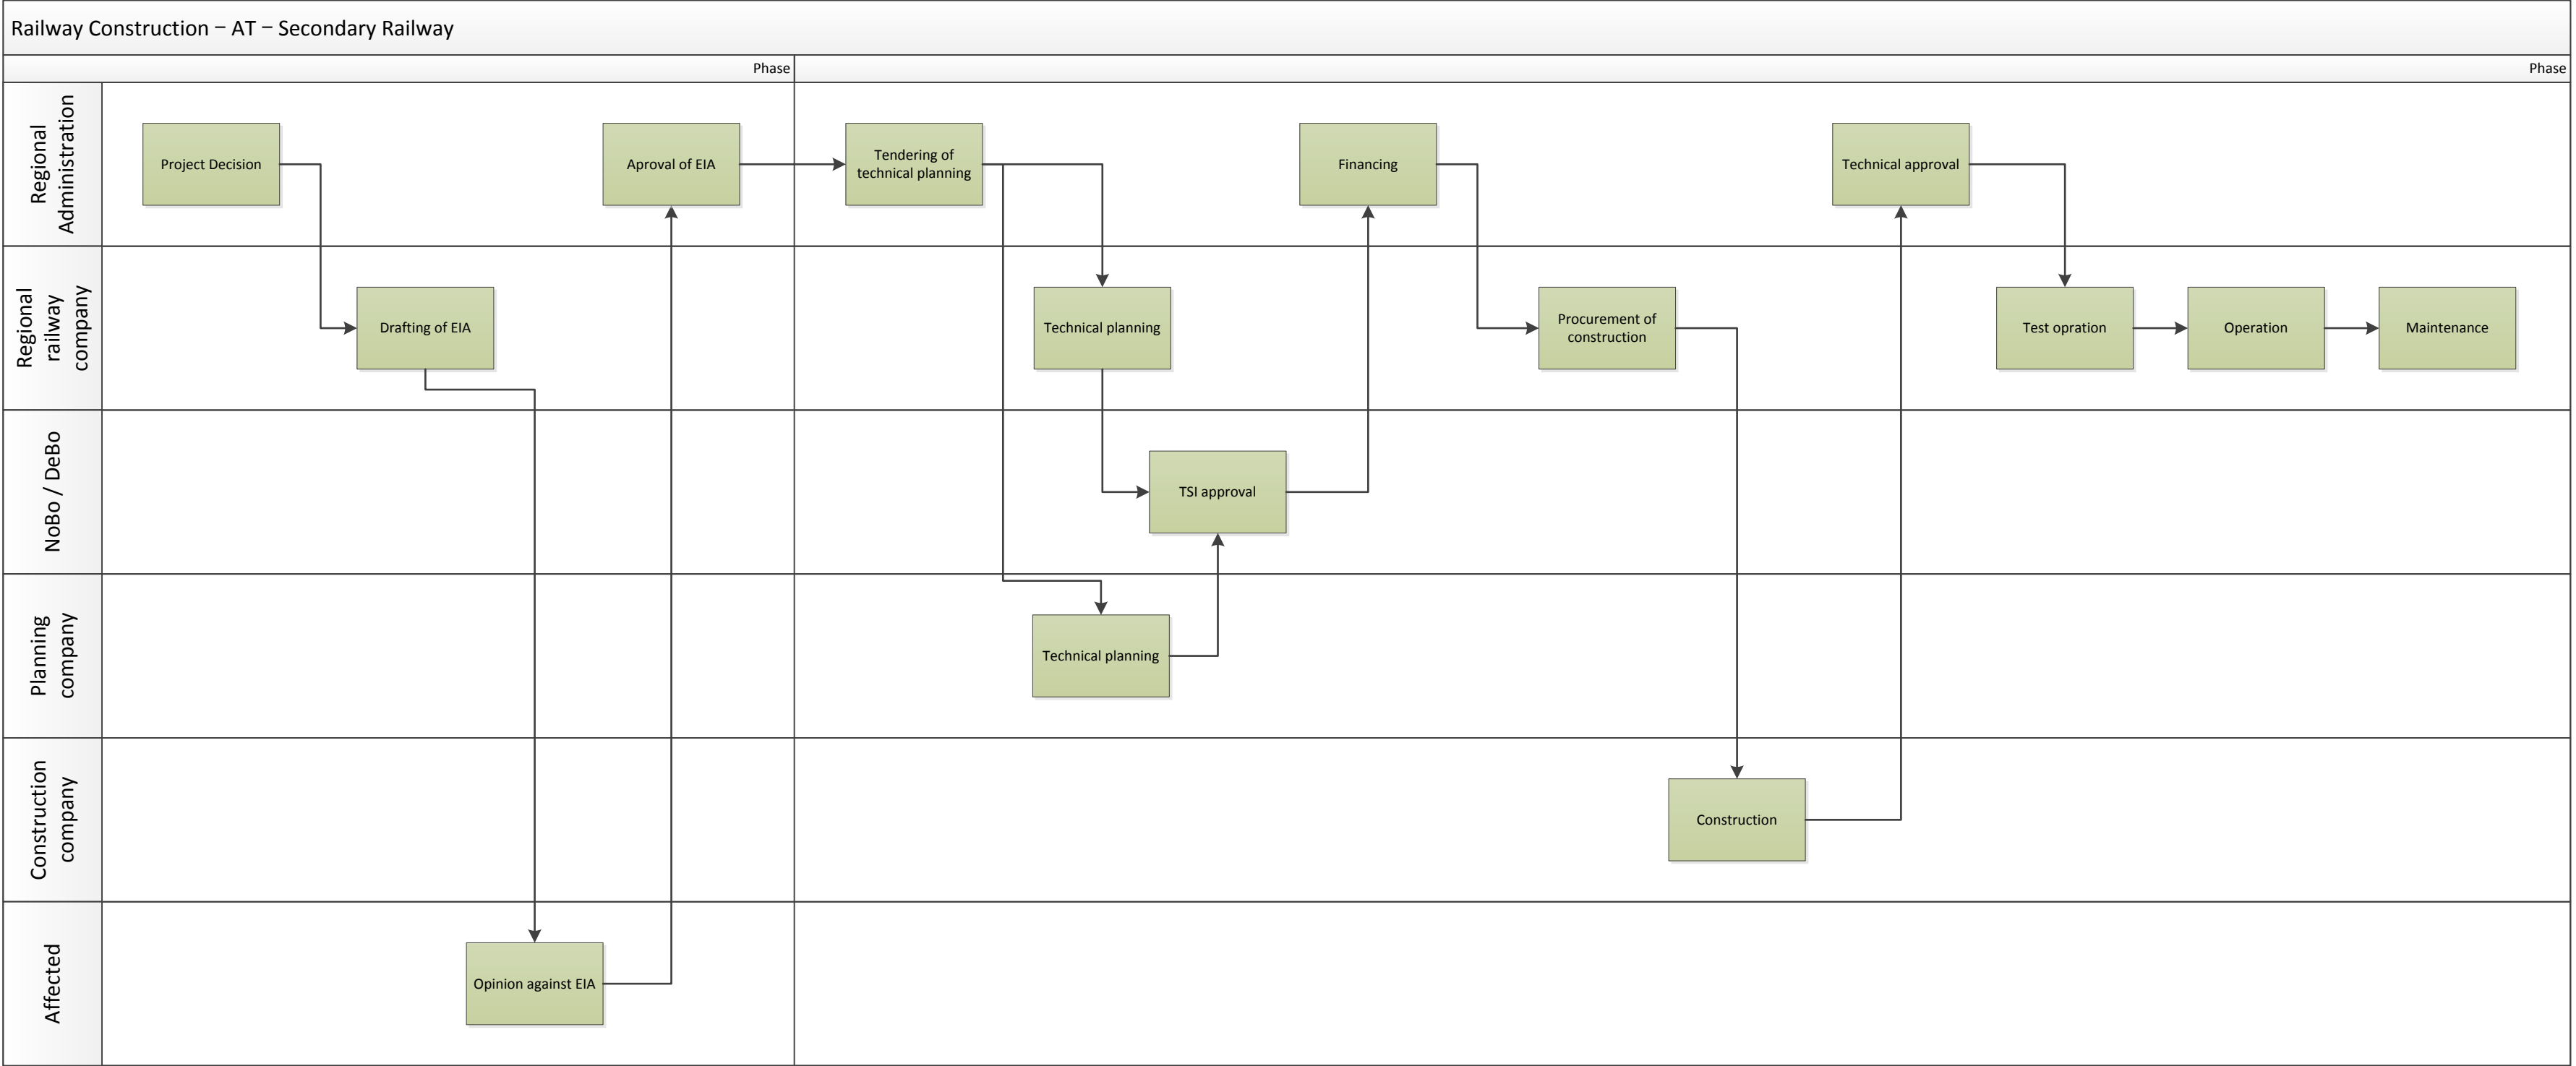 Railway Construction – AT – Secondary Railway
Phase
Phase
Regional
Administration
Project Decision
Aproval of EIA
Tendering of
technical planning
Financing
Technical approval
Regional
railway
company
Drafting of EIA
Technical planning
Procurement of
construction
Test opration
Operation
Maintenance
NoBo / DeBo
TSI approval
Planning
company
Technical planning
Construction
company
Construction
Affected
Opinion against EIA